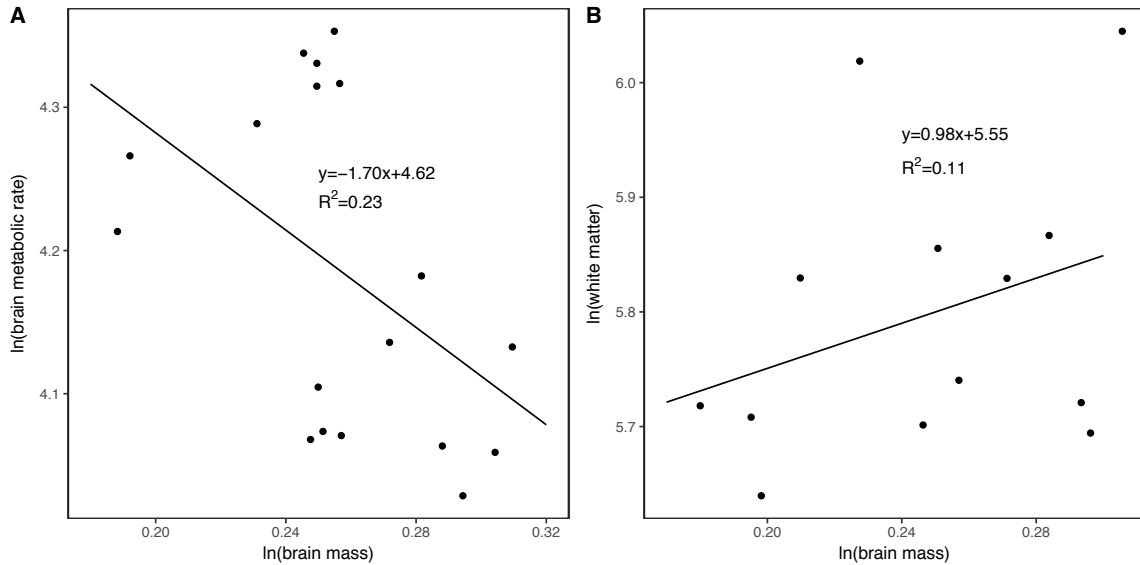 A
ln(brain metabolic rate)
4.3
4.2
4.1
y=−1.70x+4.62
R²=0.23
0.20 0.24 0.28 0.32
ln(brain mass)
B
ln(white matter)
6.0
5.9
5.8
5.7
y=0.98x+5.55
R²=0.11
0.20 0.24 0.28
ln(brain mass)